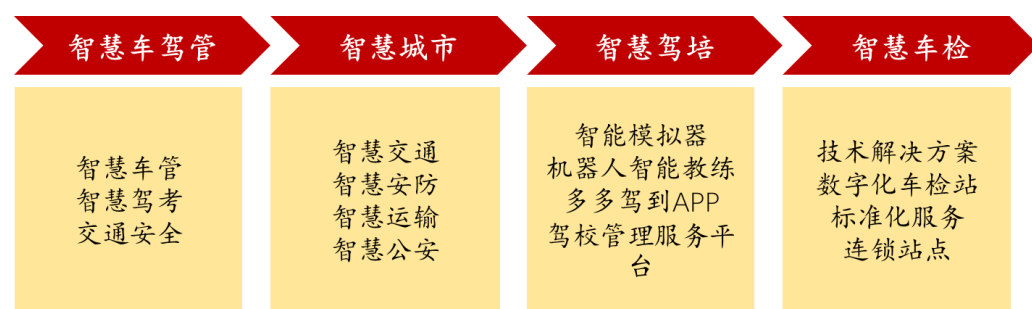 智慧车驾管
智慧城市
智慧驾培
智慧车检
智慧车管
智慧驾考
交通安全
智慧交通
智慧安防
智慧运输
智慧公安
智能模拟器
机器人智能教练
多多驾到APP
驾校管理服务平
台
技术解决方案
数字化车检站
标准化服务
连锁站点